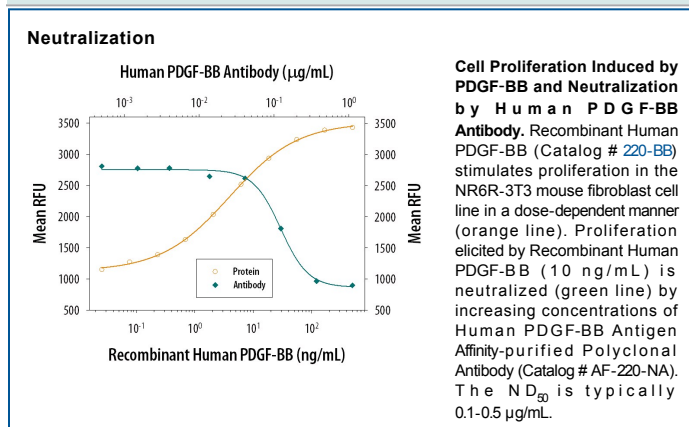 Neutralization
Human PDGF-BB Antibody (μg/mL)
10⁻³ 10⁻² 10⁻¹ 10⁰
3500 3500
3000 3000
2500 2500
2000 2000
1500 1500
1000 1000
500 500
Mean RFU
Mean RFU
Protein
Antibody
10⁻¹ 10⁰ 10¹ 10²
Recombinant Human PDGF-BB (ng/mL)
Cell Proliferation Induced by
PDGF-BB and Neutralization
by Human PDGF-BB
Antibody. Recombinant Human
PDGF-BB (Catalog # 220-BB)
stimulates proliferation in the
NR6R-3T3 mouse fibroblast cell
line in a dose-dependent manner
(orange line). Proliferation
elicited by Recombinant Human
PDGF-BB (10 ng/mL) is
neutralized (green line) by
increasing concentrations of
Human PDGF-BB Antigen
Affinity-purified Polyclonal
Antibody (Catalog # AF-220-NA).
The ND₅₀ is typically
0.1-0.5 μg/mL.